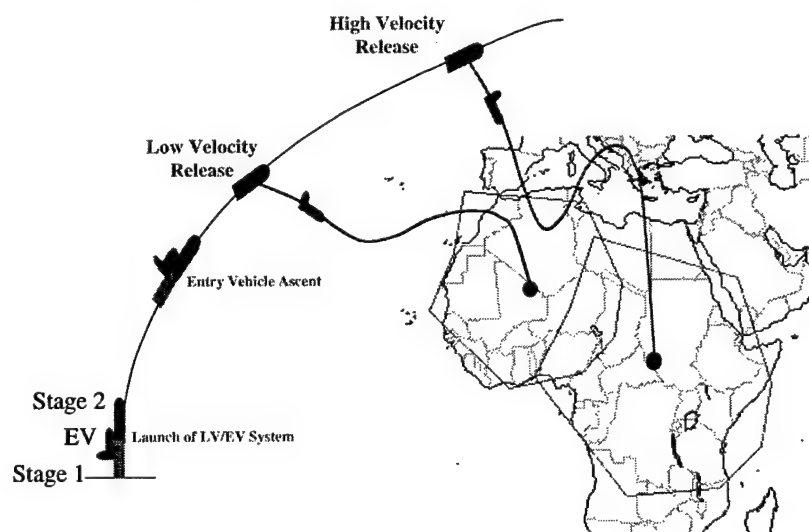 High Velocity
Release
Low Velocity
Release
Entry Vehicle Ascent
Stage 2
EV
Launch of LV/EV System
Stage 1